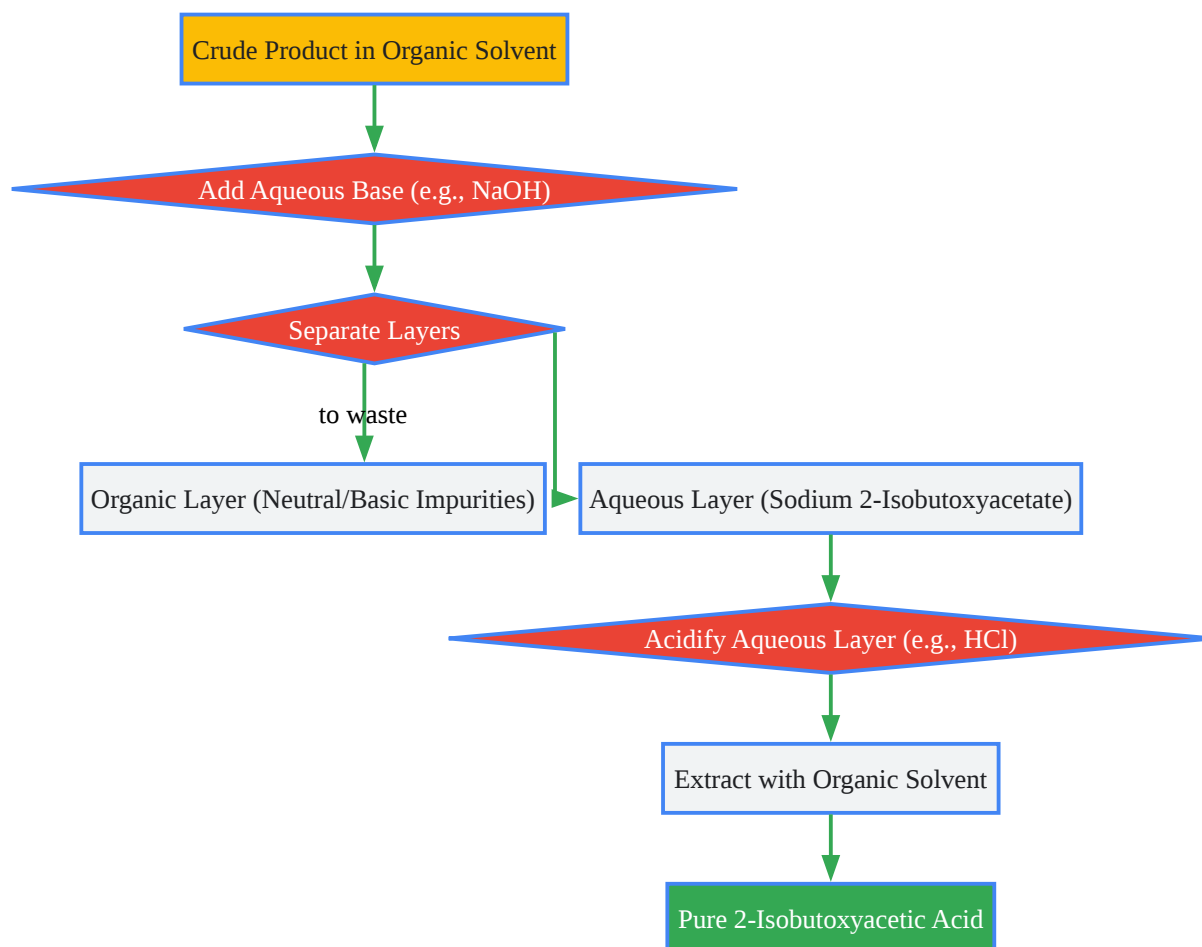 Crude Product in Organic Solvent
Add Aqueous Base (e.g., NaOH)
Separate Layers
to waste
Organic Layer (Neutral/Basic Impurities)
Aqueous Layer (Sodium 2-Isobutoxyacetate)
Acidify Aqueous Layer (e.g., HCl)
Extract with Organic Solvent
Pure 2-Isobutoxyacetic Acid